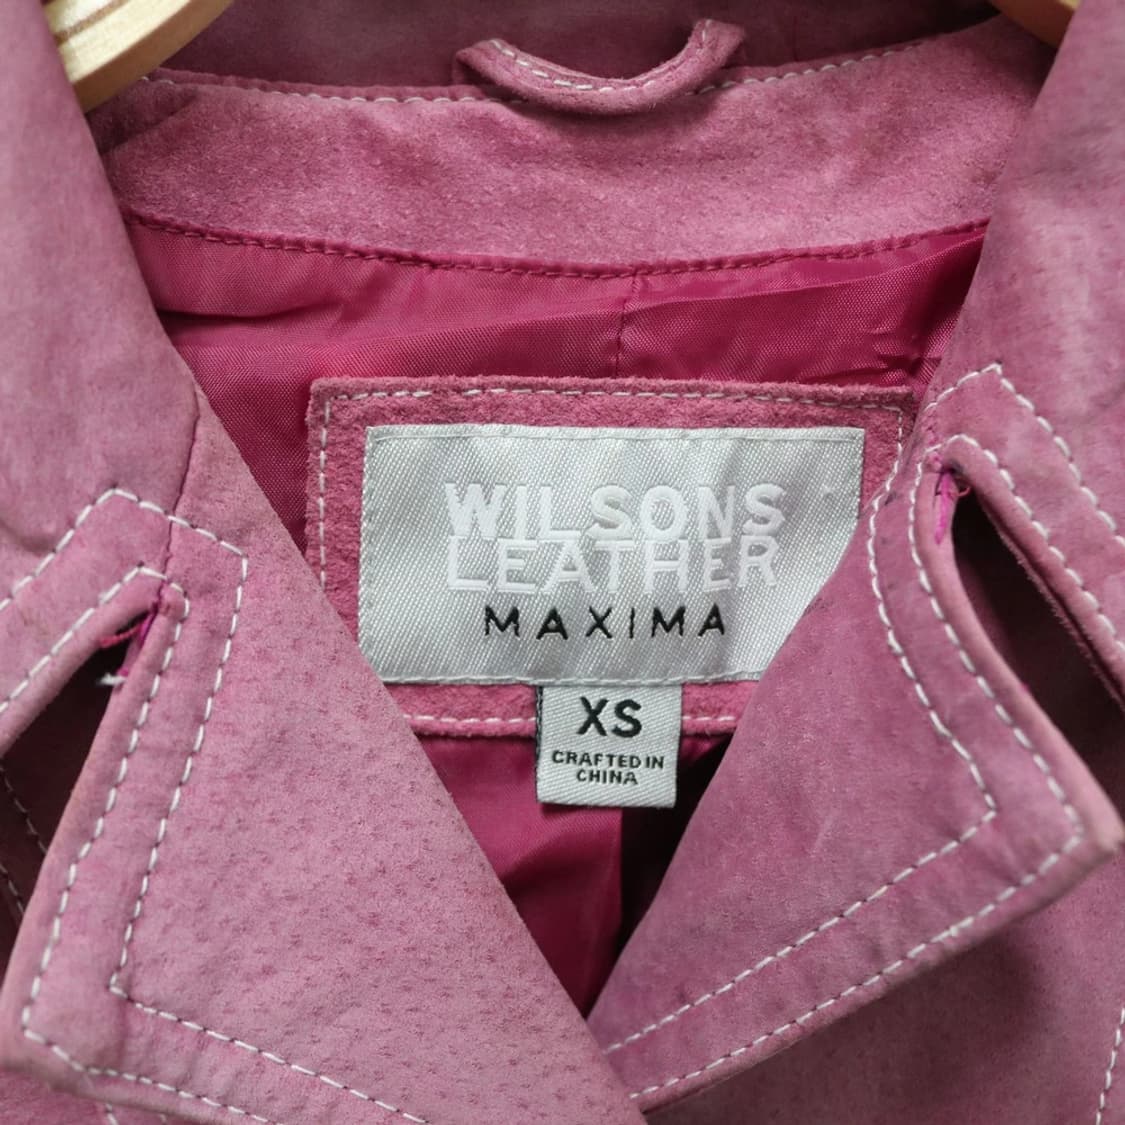 WILSONS
LEATHER
MAXIMA
XS
CRAFTED IN
CHINA